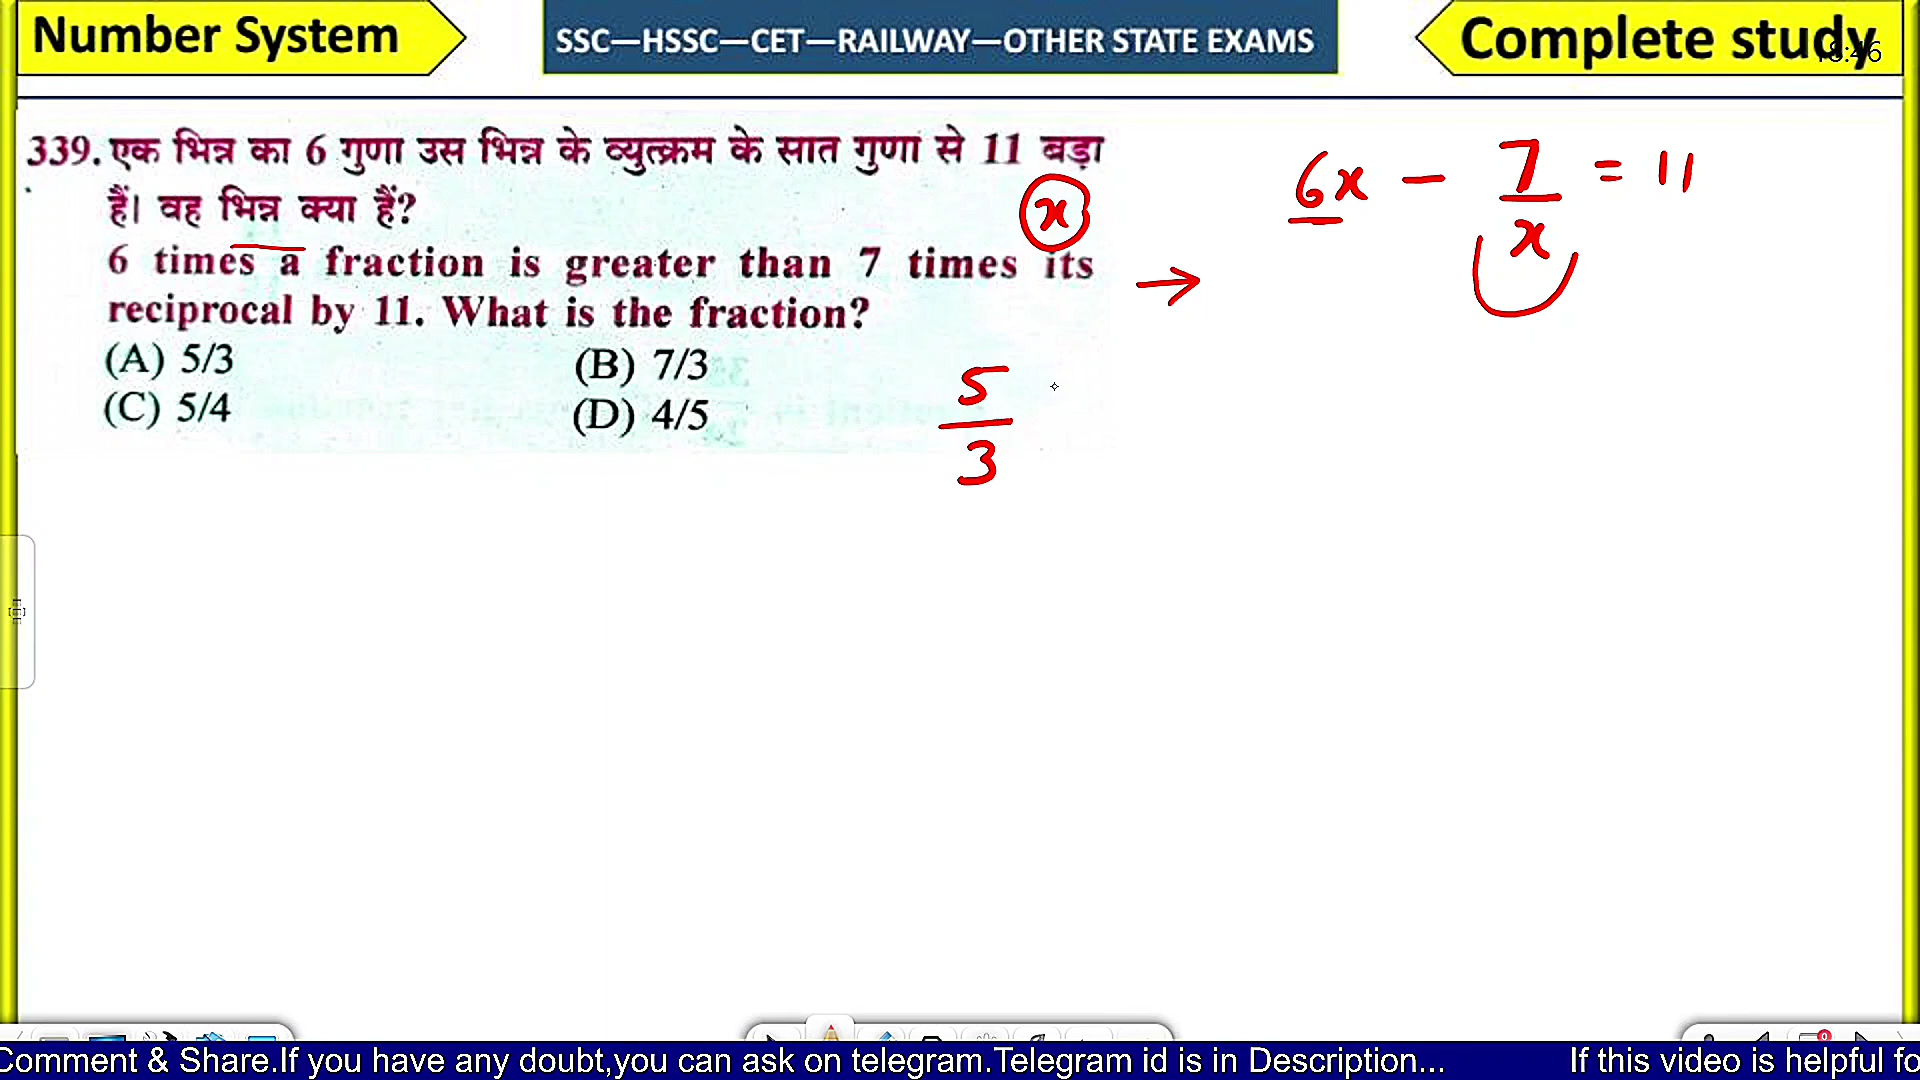 Number System
SSC—HSSC—CET—RAILWAY—OTHER STATE EXAMS
Complete study
18:46
339. एक भिन्न का 6 गुणा उस भिन्न के व्युत्क्रम के सात गुणा से 11 बड़ा
हैं। वह भिन्न क्या हैं?
6 times a fraction is greater than 7 times its
reciprocal by 11. What is the fraction?
(A) 5/3 (B) 7/3
(C) 5/4 (D) 4/5
x
→ 6x − 7/x = 11
5/3
Comment & Share.If you have any doubt,you can ask on telegram.Telegram id is in Description... If this video is helpful fo